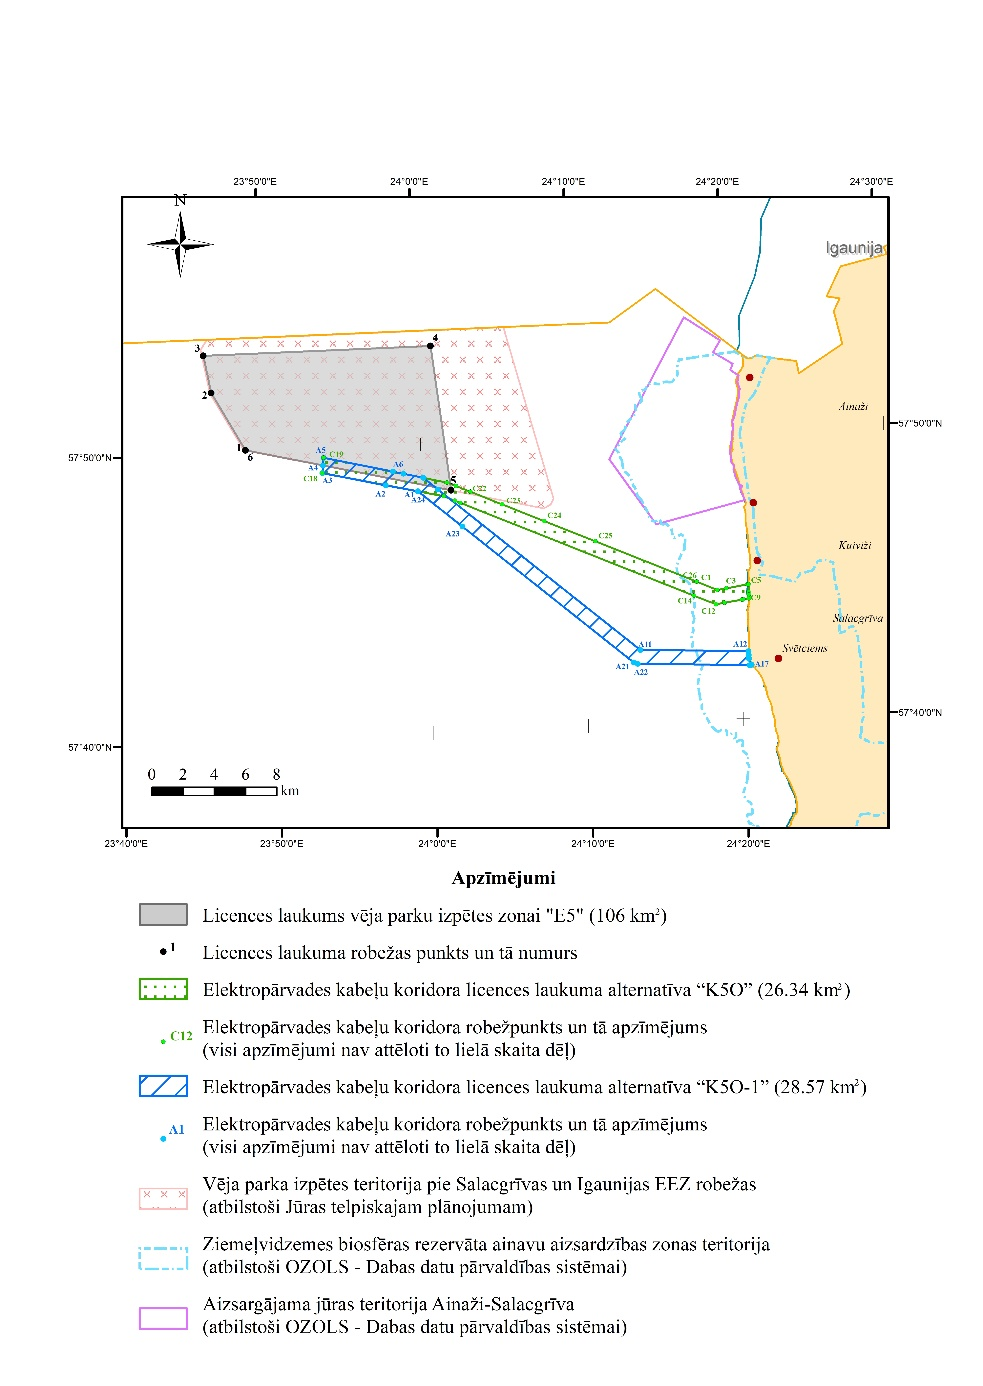 23°50'0"E 24°0'0"E 24°10'0"E 24°20'0"E 24°30'0"E
N
Igaunija
3
4
2
Ainaži
57°50'0"N
1
6
A5
C19
A4
A6
57°50'0"N
C18
A3
5
C22
A2
A1
A24
C23
A23
C24
C25
Kuiviži
C26
C1
C3
C5
C14
C12
C9
Salacgrīva
A11
A12
Svētciems
A21
A22
A17
57°40'0"N
57°40'0"N
0 2 4 6 8
km
23°40'0"E 23°50'0"E 24°0'0"E 24°10'0"E 24°20'0"E
Apzīmējumi
Licences laukums vēja parku izpētes zonai "E5" (106 km²)
1 Licences laukuma robežas punkts un tā numurs
Elektropārvades kabeļu koridora licences laukuma alternatīva “K5O” (26.34 km²)
C12 Elektropārvades kabeļu koridora robežpunkts un tā apzīmējums
(visi apzīmējumi nav attēloti to lielā skaita dēļ)
Elektropārvades kabeļu koridora licences laukuma alternatīva “K5O-1” (28.57 km²)
A1 Elektropārvades kabeļu koridora robežpunkts un tā apzīmējums
(visi apzīmējumi nav attēloti to lielā skaita dēļ)
Vēja parka izpētes teritorija pie Salacgrīvas un Igaunijas EEZ robežas
(atbilstoši Jūras telpiskajam plānojumam)
Ziemeļvidzemes biosfēras rezervāta ainavu aizsardzības zonas teritorija
(atbilstoši OZOLS - Dabas datu pārvaldības sistēmai)
Aizsargājama jūras teritorija Ainaži-Salacgrīva
(atbilstoši OZOLS - Dabas datu pārvaldības sistēmai)